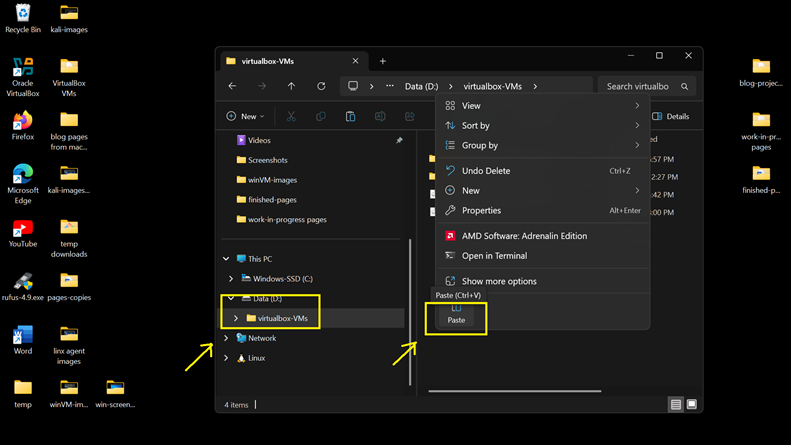 Recycle Bin
kali-images
Oracle
VirtualBox
VirtualBox
VMs
Firefox
blog pages
from mac...
Microsoft
Edge
kali-images...
YouTube
temp
downloads
rufus-4.9.exe
pages-copies
Word
linx agent
images
temp
winVM-im...
win-screen...
virtualbox-VMs
Data (D:)
virtualbox-VMs
Search virtualbo
New
Details
Videos
Screenshots
winVM-images
finished-pages
work-in-progress pages
This PC
Windows-SSD (C:)
Data (D:)
virtualbox-VMs
Network
Linux
4 items
View
Sort by
Group by
Undo Delete
Ctrl+Z
New
Properties
Alt+Enter
AMD Software: Adrenalin Edition
Open in Terminal
Show more options
Paste (Ctrl+V)
Paste
:57 PM
2:27 PM
:42 PM
:00 PM
blog-projec...
work-in-pro...
pages
finished-p...